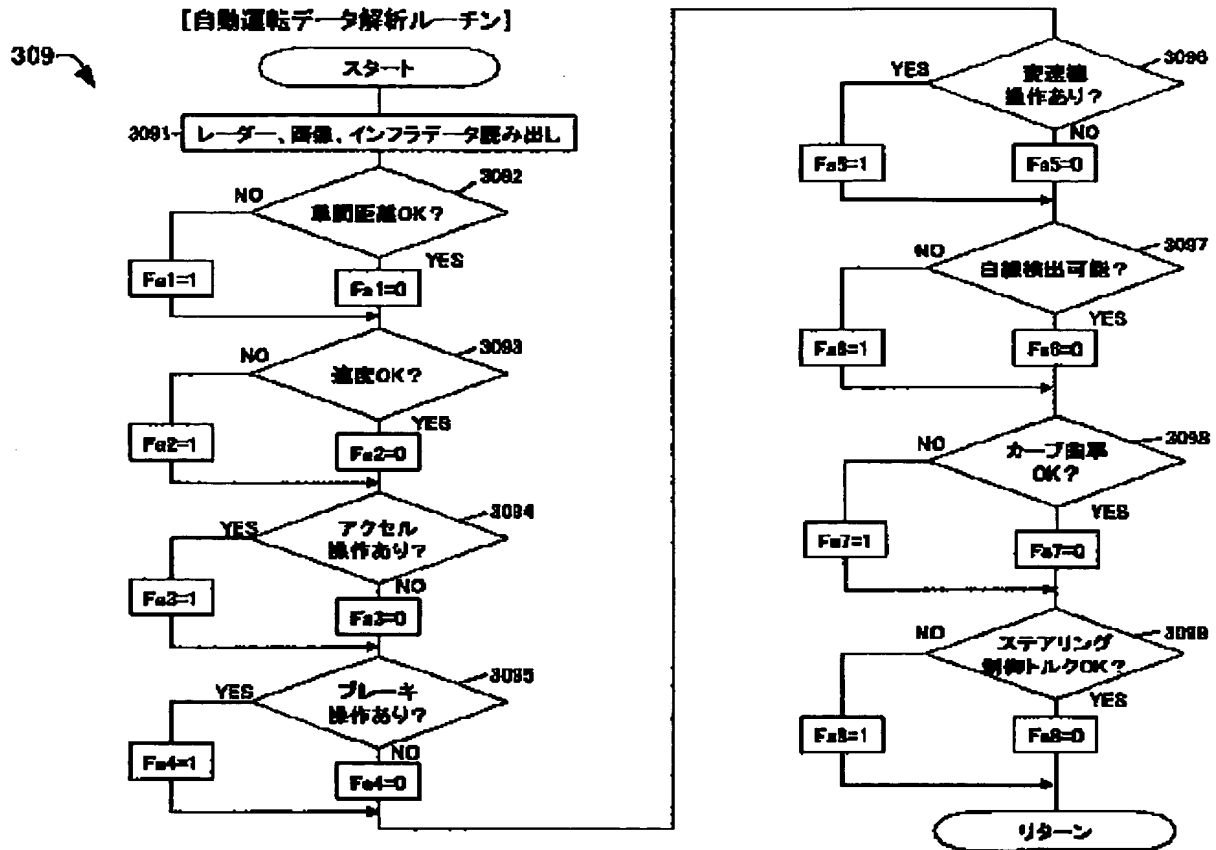 [自動運転データ解析ルーチン]
309
スタート
3091
レーダー、画像、インフラデータ読み出し
3092
NO
車間距離OK?
YES
Fa1=1
Fa1=0
3093
NO
速度OK?
YES
Fa2=1
Fa2=0
3094
YES
アクセル
操作あり?
NO
Fa3=1
Fa3=0
3095
YES
ブレーキ
操作あり?
NO
Fa4=1
Fa4=0
3096
YES
変速機
操作あり?
NO
Fa5=1
Fa5=0
3097
NO
白線検出可能?
YES
Fa6=1
Fa6=0
3098
NO
カーブ曲率
OK?
YES
Fa7=1
Fa7=0
3099
NO
ステアリング
制御トルクOK?
YES
Fa8=1
Fa8=0
リターン